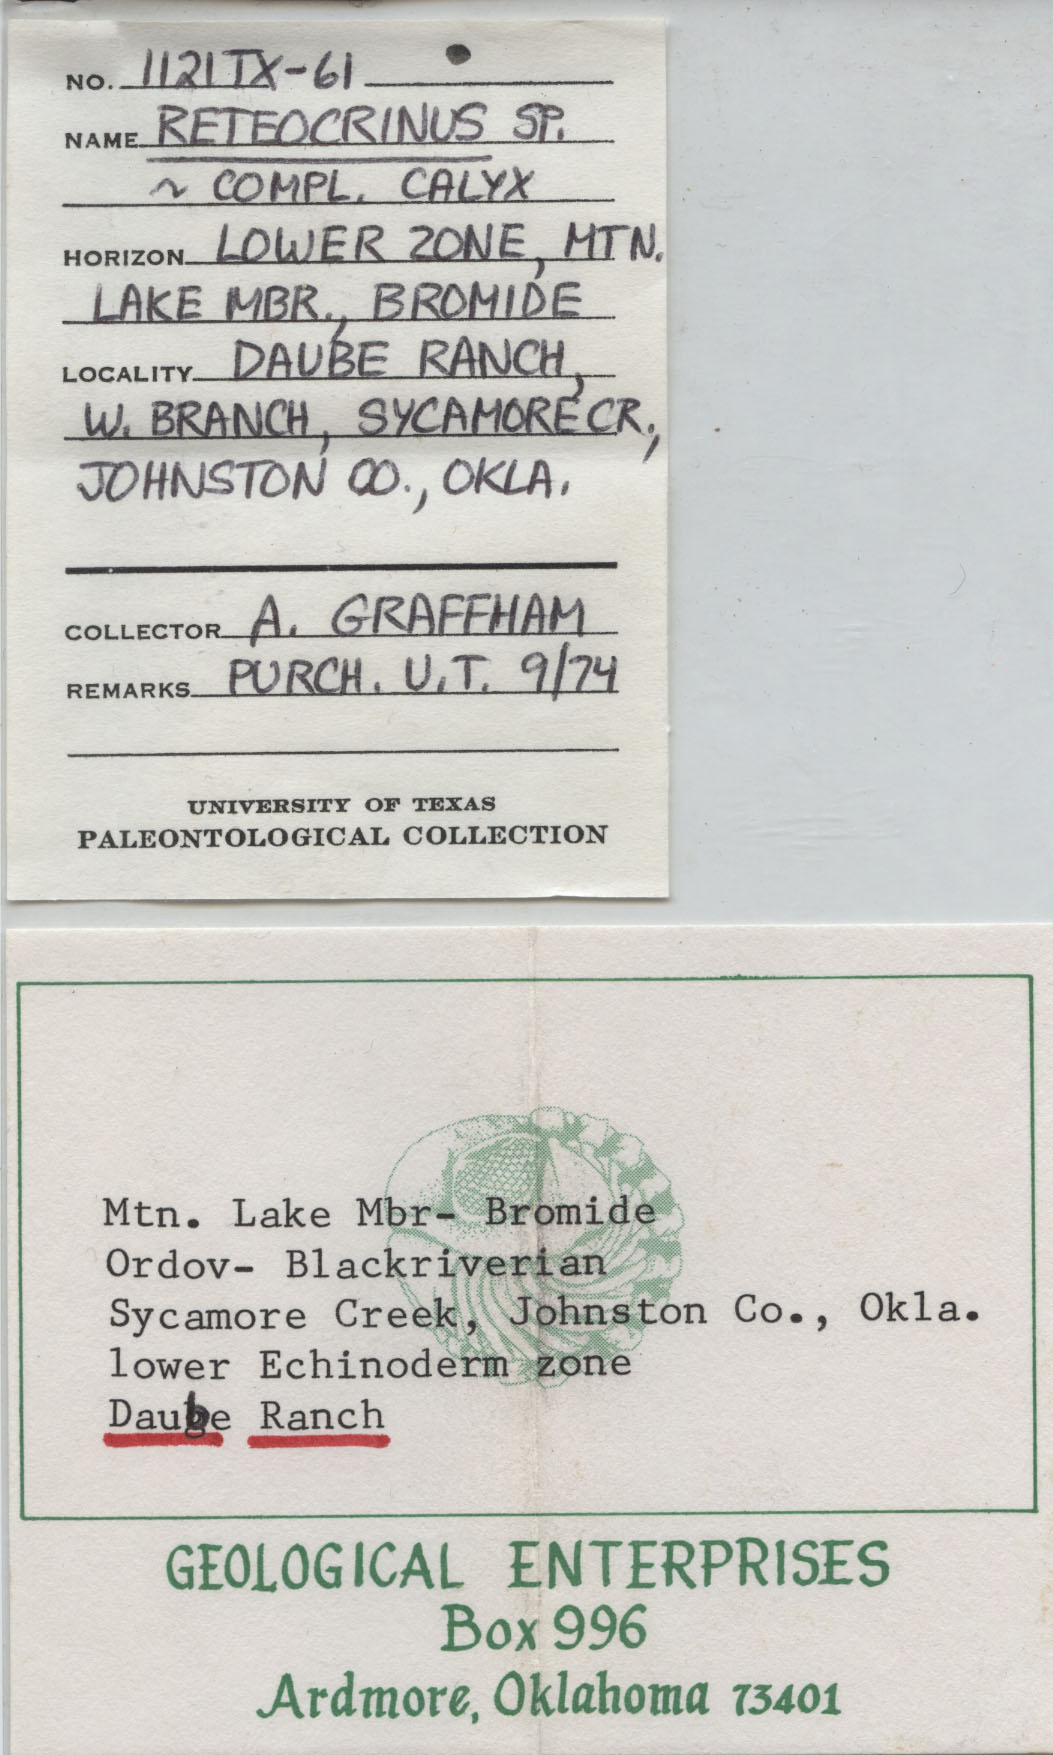 NO. 1121TX-61
NAME RETEOCRINUS SP.
~ COMPL. CALYX
HORIZON LOWER ZONE, MTN.
LAKE MBR., BROMIDE
LOCALITY DAUBE RANCH,
W. BRANCH, SYCAMORE CR.,
JOHNSTON CO., OKLA.
COLLECTOR A. GRAFFHAM
REMARKS PURCH. U.T. 9/74
UNIVERSITY OF TEXAS
PALEONTOLOGICAL COLLECTION
Mtn. Lake Mbr- Bromide
Ordov- Blackriverian
Sycamore Creek, Johnston Co., Okla.
lower Echinoderm zone
Daube Ranch
GEOLOGICAL ENTERPRISES
Box 996
Ardmore, Oklahoma 73401